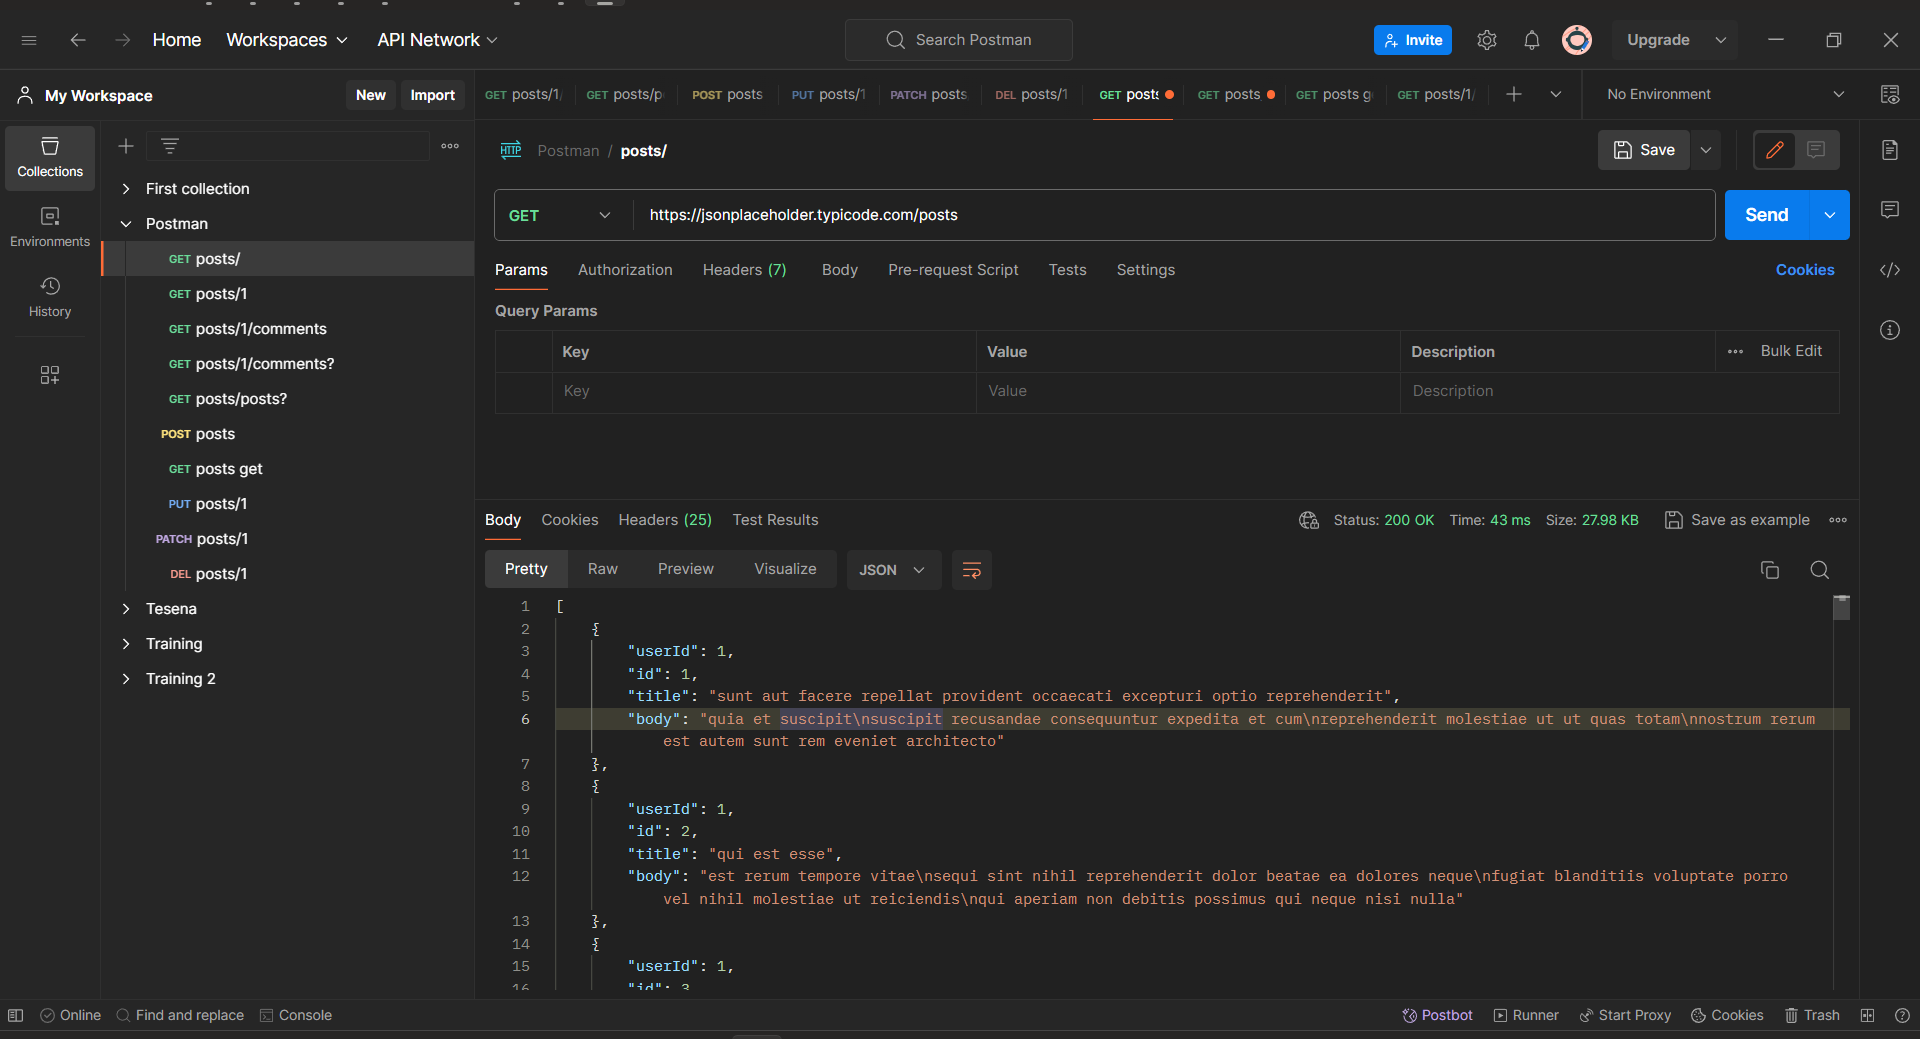 Home Workspaces API Network Search Postman Invite Upgrade
My Workspace New Import
GET posts/1/ GET posts/p POST posts PUT posts/1 PATCH posts DEL posts/1 GET posts GET posts GET posts g GET posts/1/ No Environment
Collections
Environments
History
First collection
Postman
GET posts/
GET posts/1
GET posts/1/comments
GET posts/1/comments?
GET posts/posts?
POST posts
GET posts get
PUT posts/1
PATCH posts/1
DEL posts/1
Tesena
Training
Training 2
HTTP Postman / posts/ Save
GET https://jsonplaceholder.typicode.com/posts Send
Params Authorization Headers (7) Body Pre-request Script Tests Settings Cookies
Query Params
Key Value Description Bulk Edit
Key Value Description
Body Cookies Headers (25) Test Results Status: 200 OK Time: 43 ms Size: 27.98 KB Save as example
Pretty Raw Preview Visualize JSON
1 [
2 {
3 "userId": 1,
4 "id": 1,
5 "title": "sunt aut facere repellat provident occaecati excepturi optio reprehenderit",
6 "body": "quia et suscipit\nsuscipit recusandae consequuntur expedita et cum\nreprehenderit molestiae ut ut quas totam\nnostrum rerum
est autem sunt rem eveniet architecto"
7 },
8 {
9 "userId": 1,
10 "id": 2,
11 "title": "qui est esse",
12 "body": "est rerum tempore vitae\nsequi sint nihil reprehenderit dolor beatae ea dolores neque\nfugiat blanditiis voluptate porro
vel nihil molestiae ut reiciendis\nqui aperiam non debitis possimus qui neque nisi nulla"
13 },
14 {
15 "userId": 1,
16 "id": 3
Online Find and replace Console Postbot Runner Start Proxy Cookies Trash